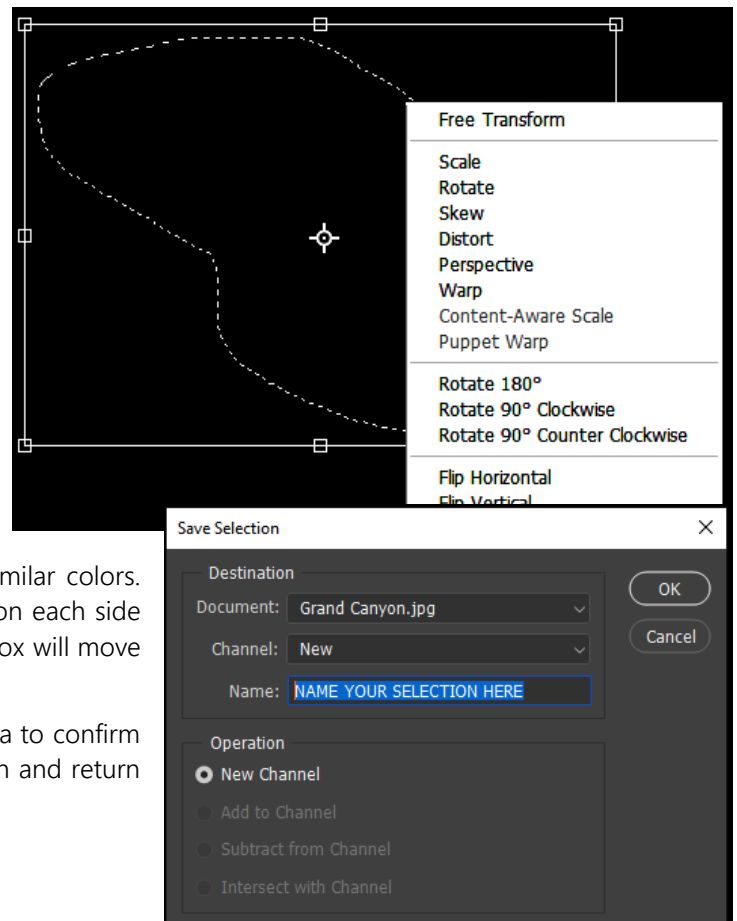 Free Transform
Scale
Rotate
Skew
Distort
Perspective
Warp
Content-Aware Scale
Puppet Warp
Rotate 180°
Rotate 90° Clockwise
Rotate 90° Counter Clockwise
Flip Horizontal
Flip Vertical
milar colors.
on each side
ox will move
a to confirm
n and return
Save Selection
Destination
Document: Grand Canyon.jpg
Channel: New
Name: NAME YOUR SELECTION HERE
OK
Cancel
Operation
New Channel
Add to Channel
Subtract from Channel
Intersect with Channel